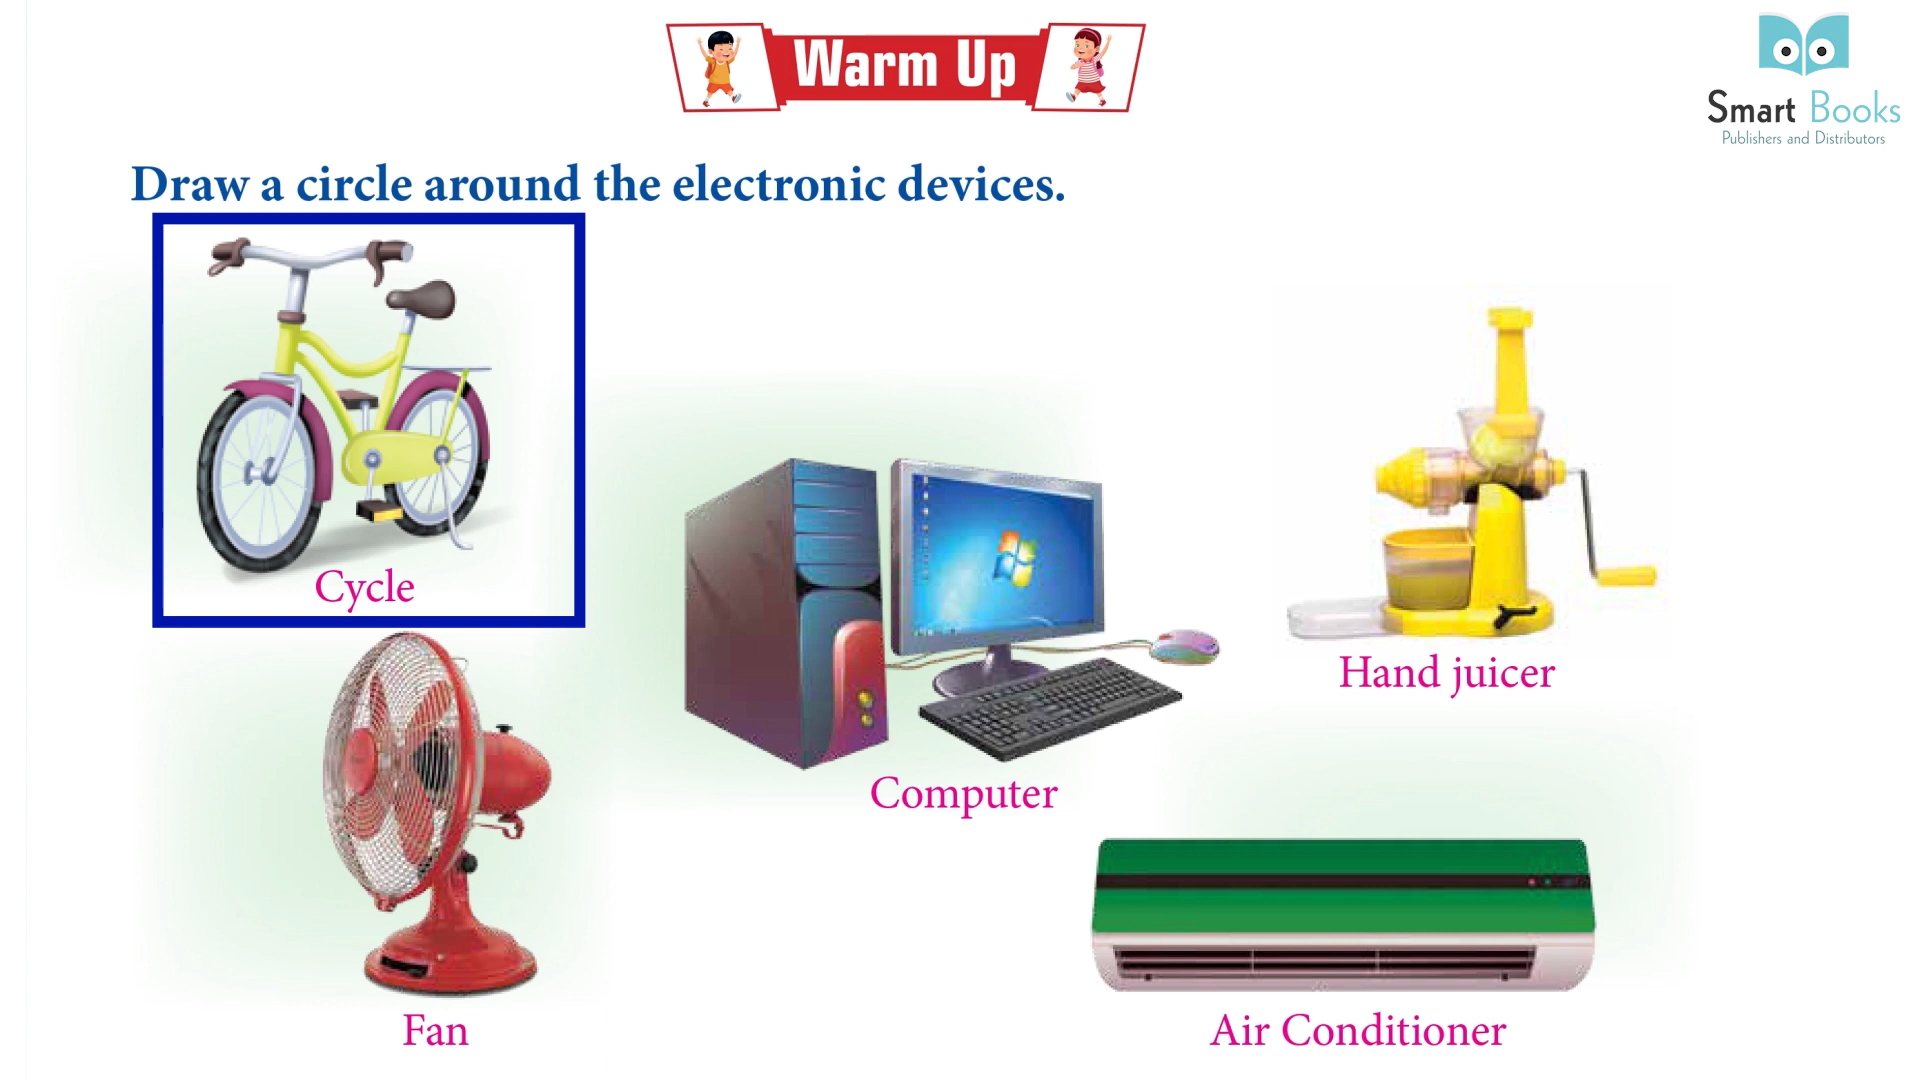 Warm Up
Smart Books
Publishers and Distributors
Draw a circle around the electronic devices.
Cycle
Hand juicer
Computer
Fan
Air Conditioner